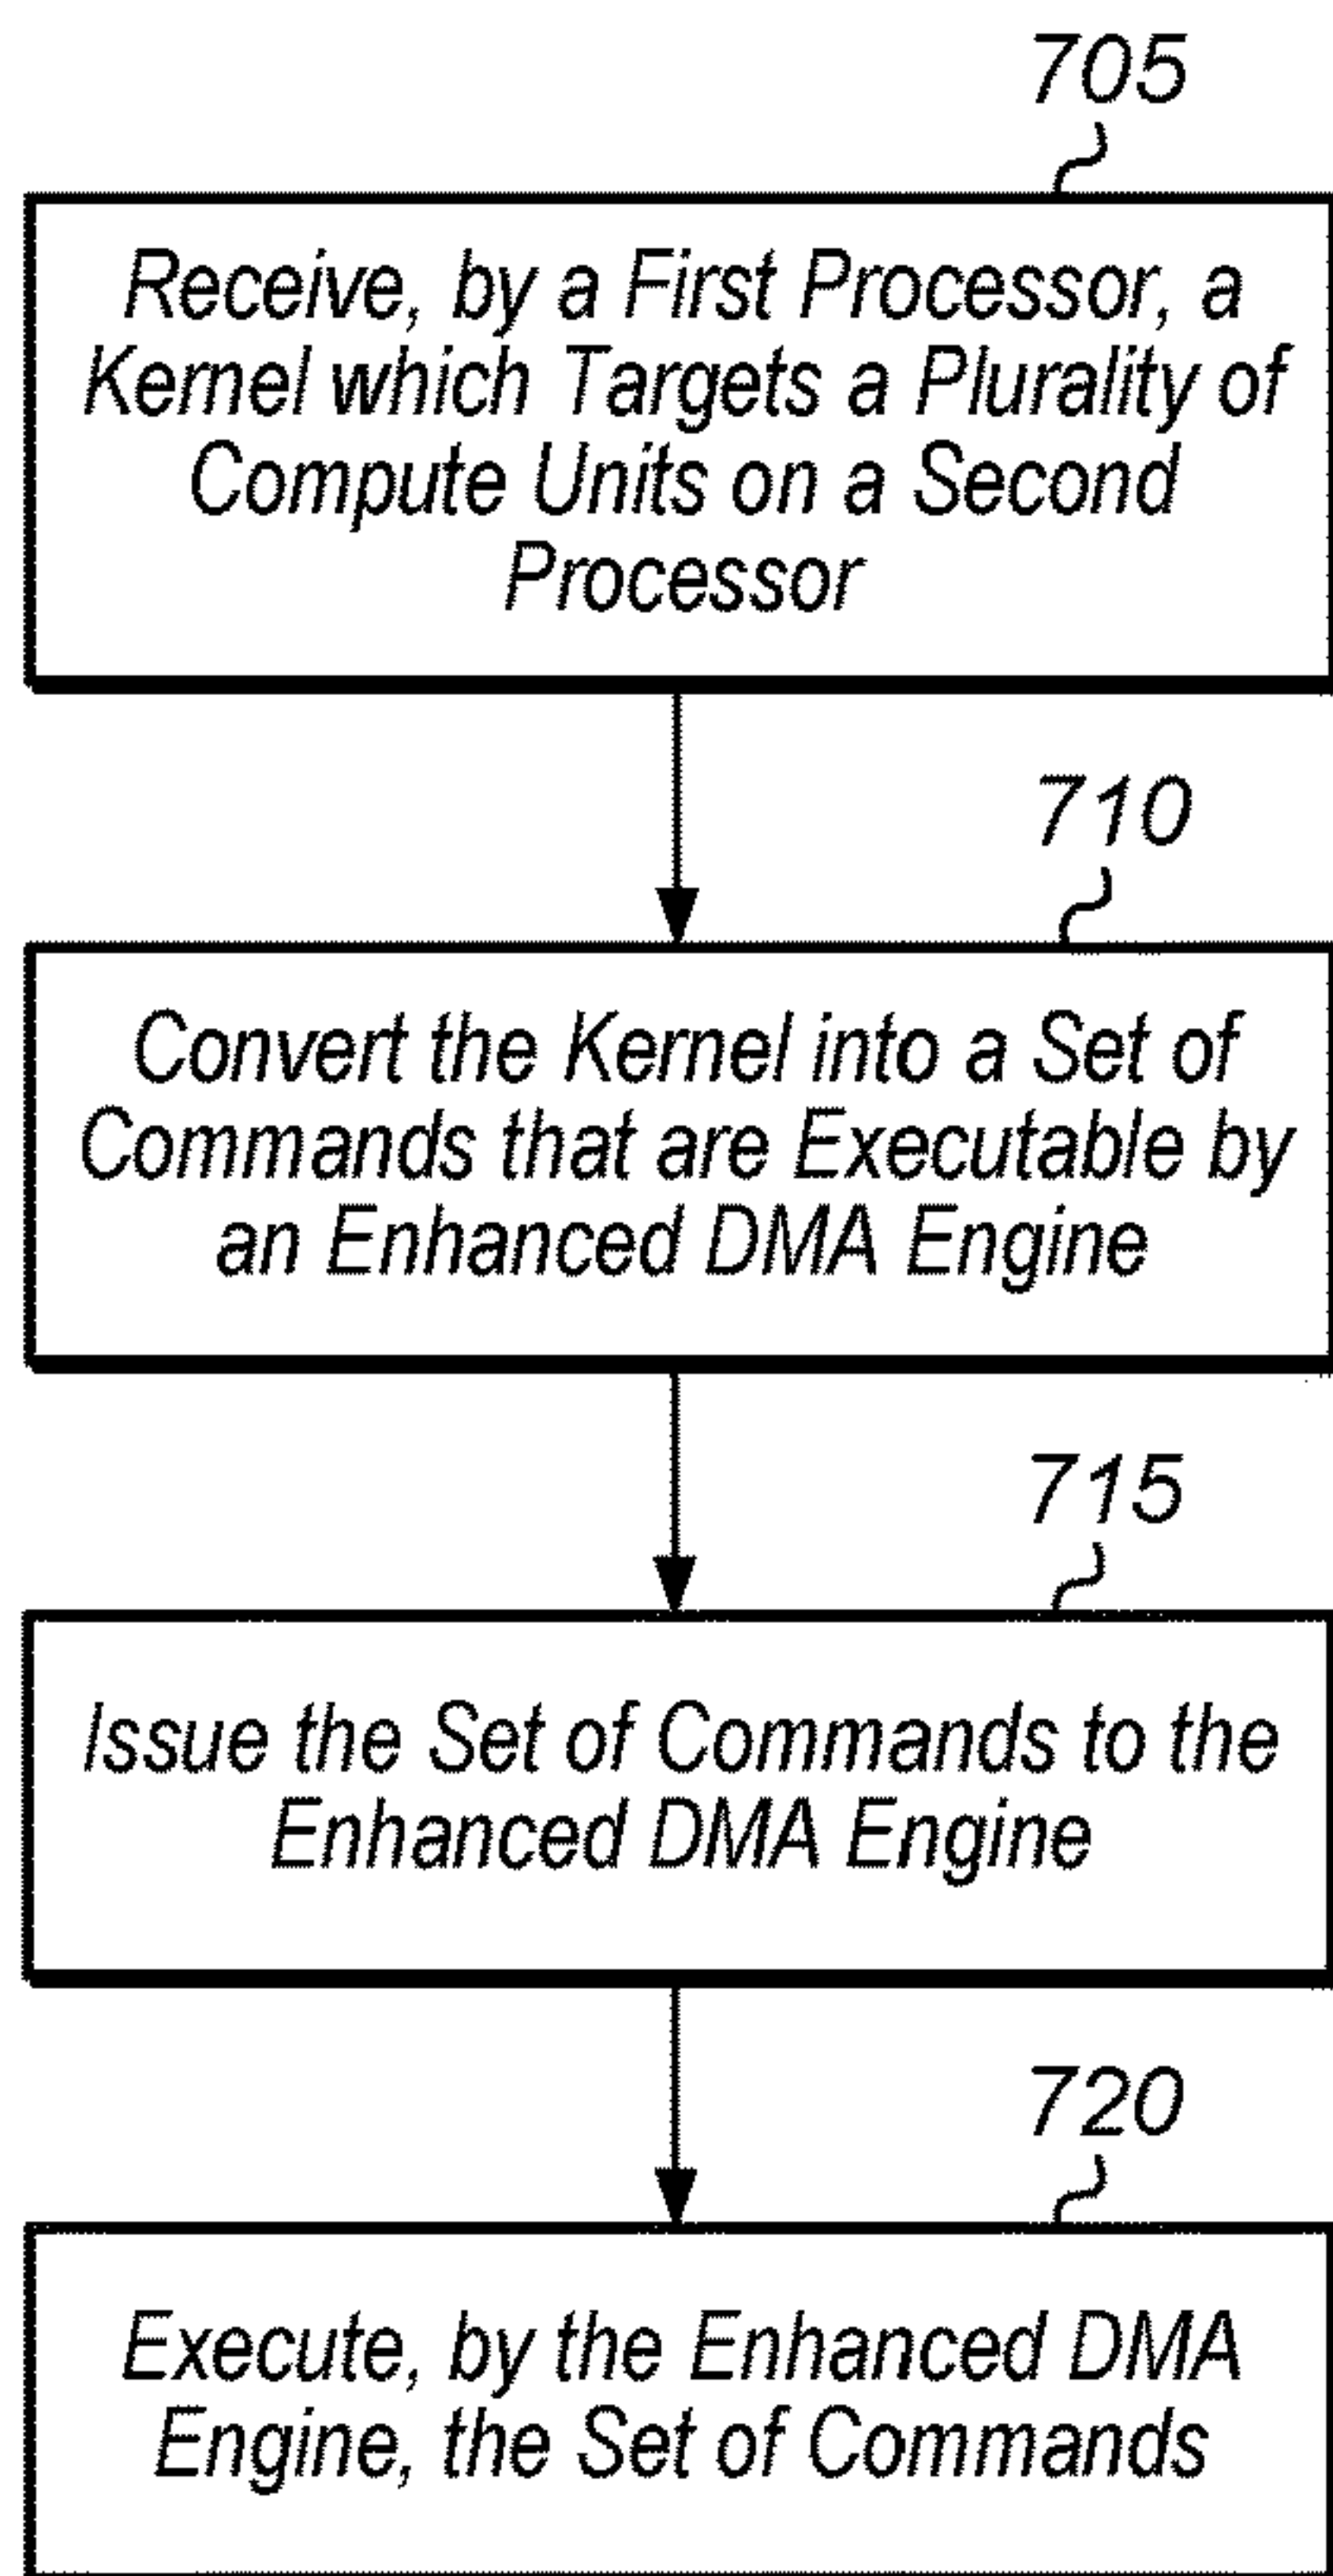 705
Receive, by a First Processor, a
Kernel which Targets a Plurality of
Compute Units on a Second
Processor
710
Convert the Kernel into a Set of
Commands that are Executable by
an Enhanced DMA Engine
715
Issue the Set of Commands to the
Enhanced DMA Engine
720
Execute, by the Enhanced DMA
Engine, the Set of Commands